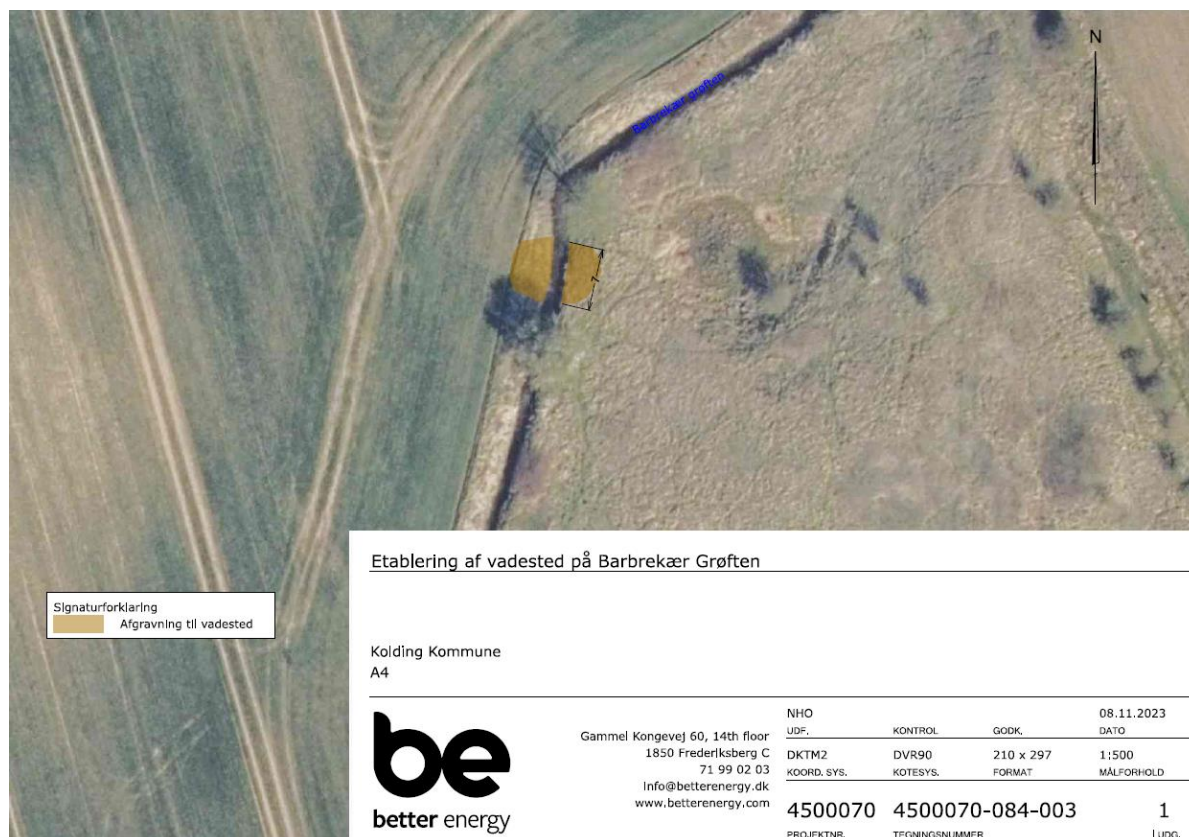 N
Barbrekær grøften
7
Etablering af vadested på Barbrekær Grøften
Signaturforklaring
Afgravning til vadested
Kolding Kommune
A4
be
better energy
Gammel Kongevej 60, 14th floor
1850 Frederiksberg C
71 99 02 03
Info@betterenergy.dk
www.betterenergy.com
NHO 08.11.2023
UDF. KONTROL GODK. DATO
DKTM2 DVR90 210 x 297 1:500
KOORD. SYS. KOTESYS. FORMAT MÅLFORHOLD
4500070 4500070-084-003 1
PROJEKTNR. TEGNINGSNUMMER UDG.